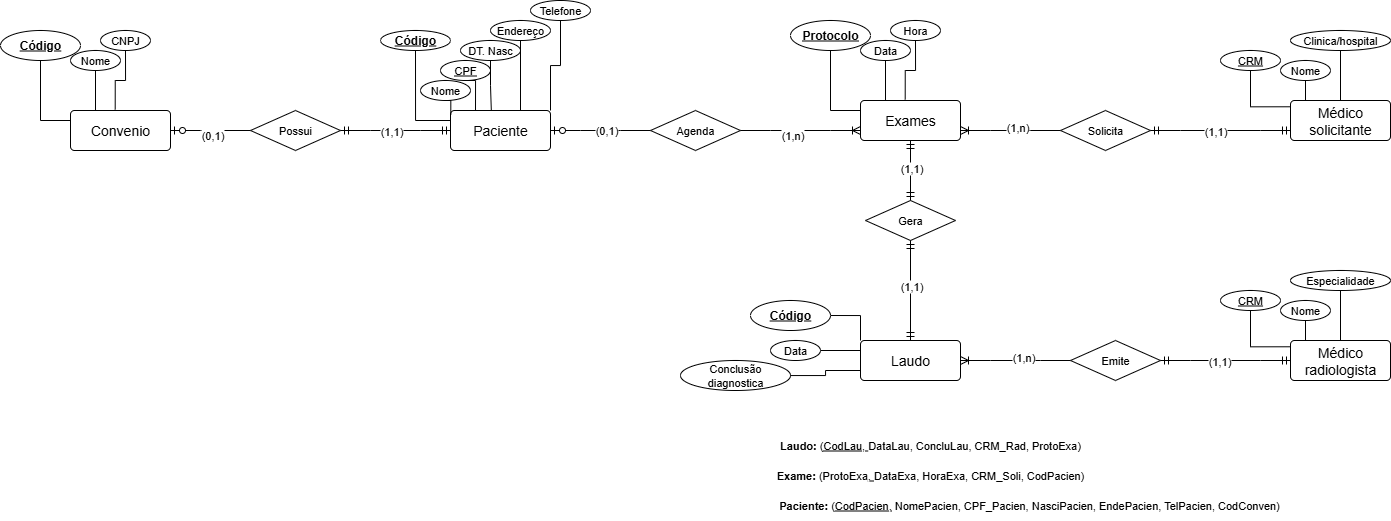 Telefone
Endereço
Hora
Código
CNPJ
Código
DT. Nasc
Protocolo
Data
Clinica/hospital
Nome
CPF
CRM
Nome
Nome
Convenio
(0,1)
Possui
(1,1)
Paciente
(0,1)
Agenda
(1,n)
Exames
(1,n)
Solicita
(1,1)
Médico
solicitante
(1,1)
Gera
(1,1)
Especialidade
CRM
Nome
Código
Data
Conclusão
diagnostica
Laudo
(1,n)
Emite
(1,1)
Médico
radiologista
Laudo: (CodLau, DataLau, ConcluLau, CRM_Rad, ProtoExa)
Exame: (ProtoExa, DataExa, HoraExa, CRM_Soli, CodPacien)
Paciente: (CodPacien, NomePacien, CPF_Pacien, NasciPacien, EndePacien, TelPacien, CodConven)